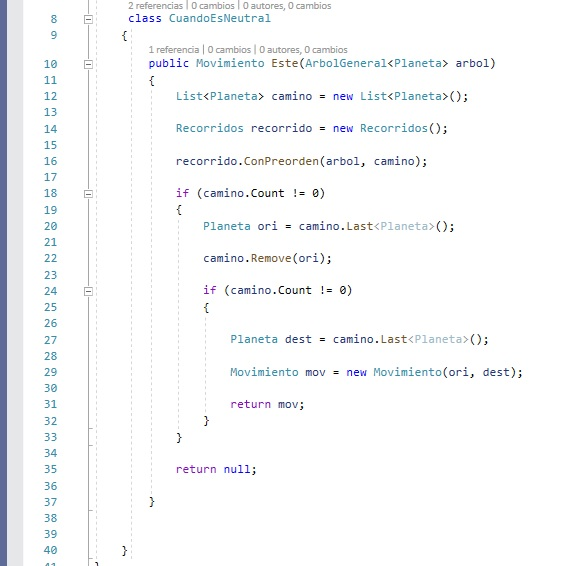 2 referencias | 0 cambios | 0 autores, 0 cambios
8 class CuandoEsNeutral
9 {
1 referencia | 0 cambios | 0 autores, 0 cambios
10 public Movimiento Este(ArbolGeneral<Planeta> arbol)
11 {
12 List<Planeta> camino = new List<Planeta>();
13
14 Recorridos recorrido = new Recorridos();
15
16 recorrido.ConPreorden(arbol, camino);
17
18 if (camino.Count != 0)
19 {
20 Planeta ori = camino.Last<Planeta>();
21
22 camino.Remove(ori);
23
24 if (camino.Count != 0)
25 {
26
27 Planeta dest = camino.Last<Planeta>();
28
29 Movimiento mov = new Movimiento(ori, dest);
30
31 return mov;
32 }
33 }
34
35 return null;
36
37 }
38
39
40 }
41 }